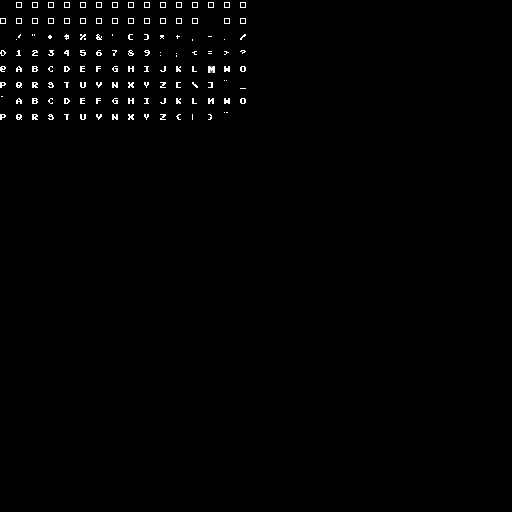 ! " * # % & ' ( ) * + , - . /
0 1 2 3 4 5 6 7 8 9 : ; < = > ?
@ A B C D E F G H I J K L M W O
P Q R S T U V W X Y Z [ \ ] ¨ _
` A B C D E F G H I J K L M W O
P Q R S T U V W X Y Z ( | ) ¨